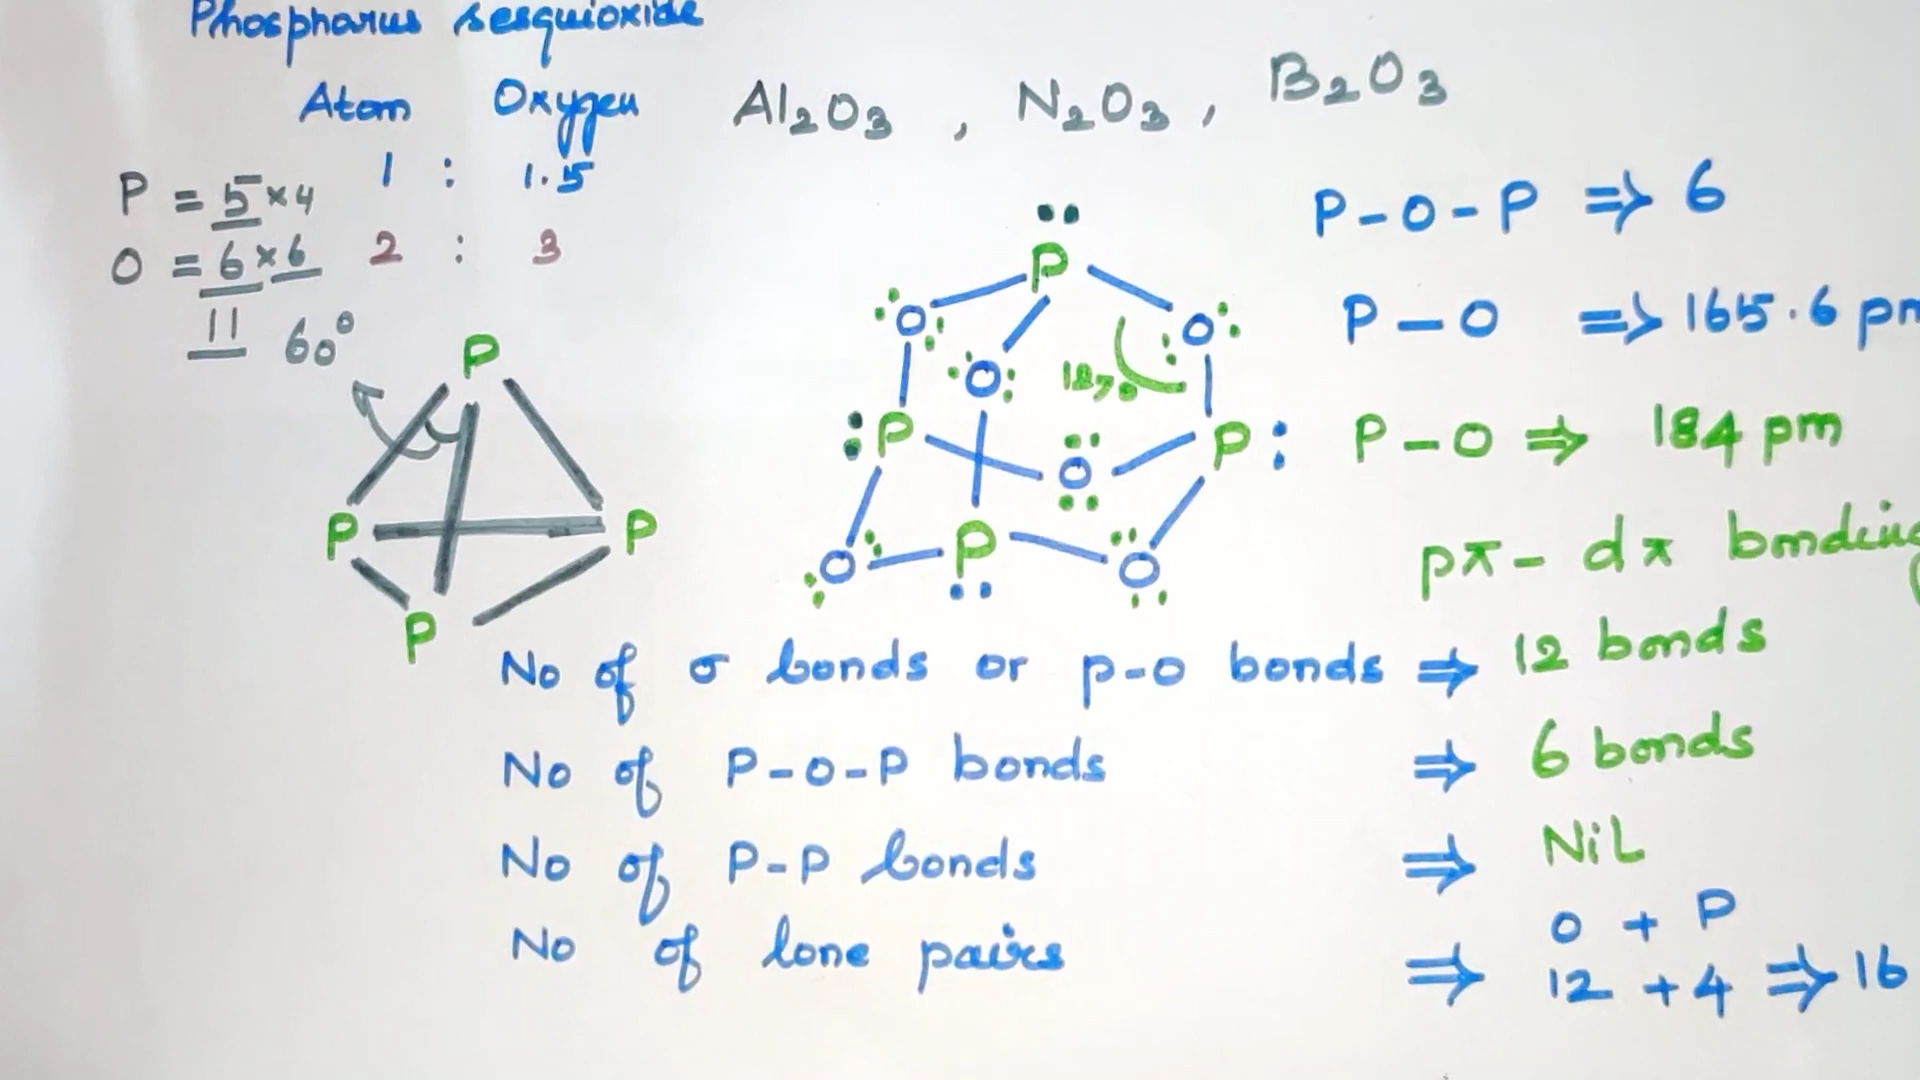 Phosphorus sesquioxide
Atom Oxygen Al2O3 , N2O3 , B2O3
P = 5 x 4 1 : 1.5
O = 6 x 6 2 : 3
11 60°
P
P P
P
P
O O
O 127°
P P
O
O P O
P - O - P ⇒ 6
P - O ⇒ 165.6 pm
P - O ⇒ 184 pm
pπ - dπ bonding
No of σ bonds or p-o bonds ⇒ 12 bonds
No of P-O-P bonds ⇒ 6 bonds
No of P-P bonds ⇒ NiL
O + P
No of lone pairs ⇒ 12 + 4 ⇒ 16